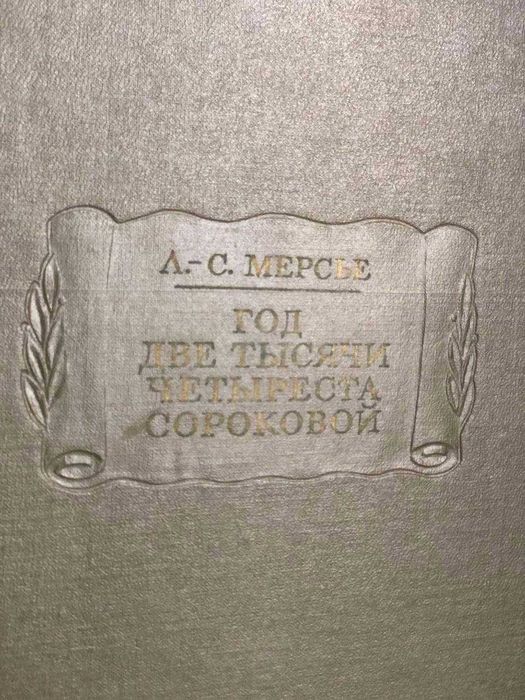 Л.-С. МЕРСЬЕ
ГОД
ДВЕ ТЫСЯЧИ
ЧЕТЫРЕСТА
СОРОКОВОЙ